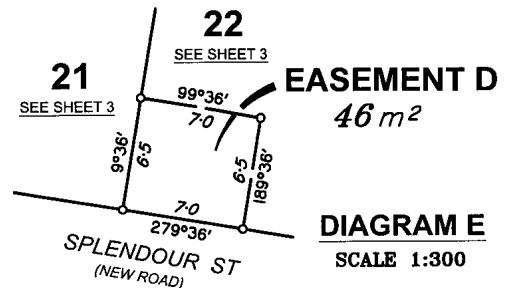 22
SEE SHEET 3
21
SEE SHEET 3
99°36'
7·0
EASEMENT D
46 m²
9°36'
6·5
6·5
189°36'
7·0
279°36'
SPLENDOUR ST
(NEW ROAD)
DIAGRAM E
SCALE 1:300